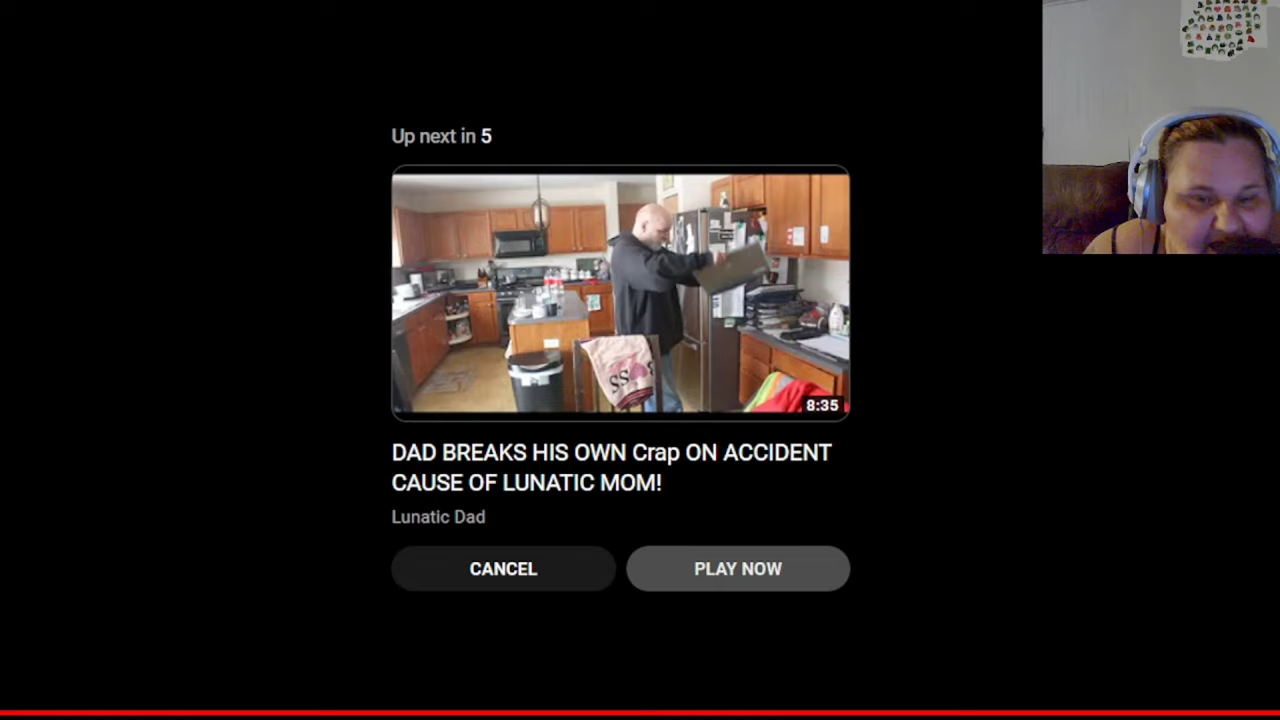 Up next in 5
8:35
DAD BREAKS HIS OWN Crap ON ACCIDENT
CAUSE OF LUNATIC MOM!
Lunatic Dad
CANCEL
PLAY NOW